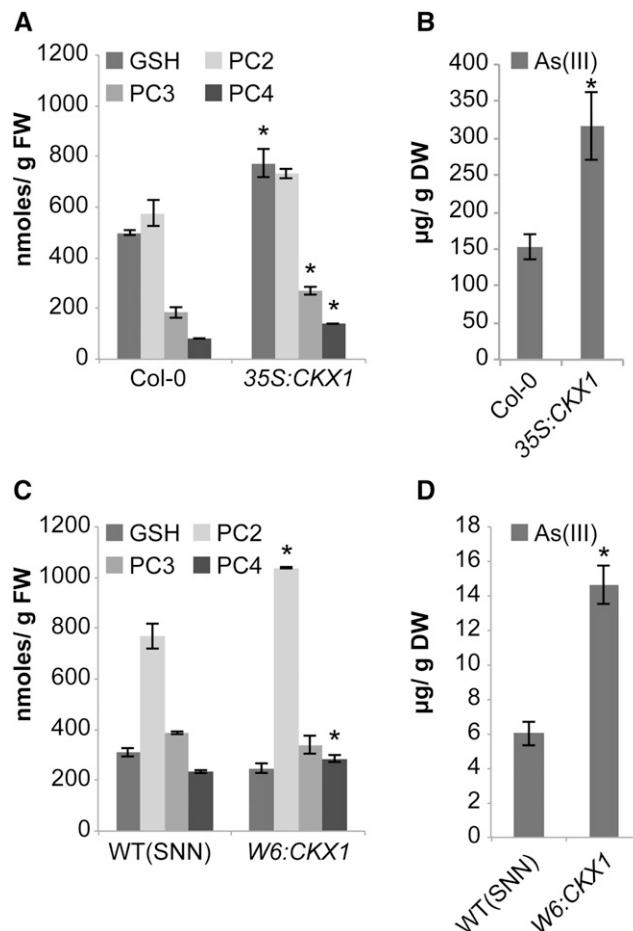 A
nmoles/ g FW
1200
1000
800
600
400
200
0
GSH PC2
PC3 PC4
*
*
*
Col-0 35S:CKX1
B
µg/ g DW
400
350
300
250
200
150
100
50
0
As(III)
*
Col-0
35S:CKX1
C
nmoles/ g FW
1200
1000
800
600
400
200
0
GSH PC2
PC3 PC4
*
*
WT(SNN) W6:CKX1
D
µg/ g DW
18
16
14
12
10
8
6
4
2
0
As(III)
*
WT(SNN)
W6:CKX1